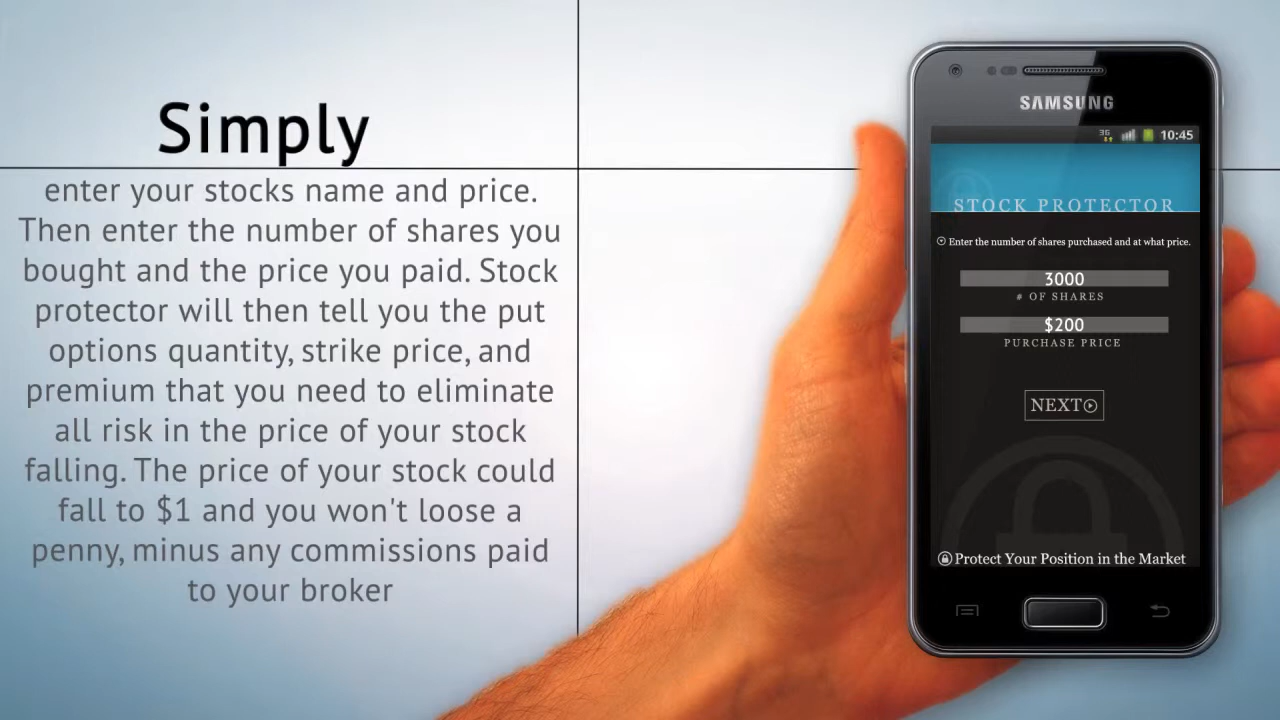 Simply
enter your stocks name and price.
Then enter the number of shares you
bought and the price you paid. Stock
protector will then tell you the put
options quantity, strike price, and
premium that you need to eliminate
all risk in the price of your stock
falling. The price of your stock could
fall to $1 and you won't loose a
penny, minus any commissions paid
to your broker
SAMSUNG
3G 10:45
STOCK PROTECTOR
Enter the number of shares purchased and at what price.
3000
# OF SHARES
$200
PURCHASE PRICE
NEXT
Protect Your Position in the Market